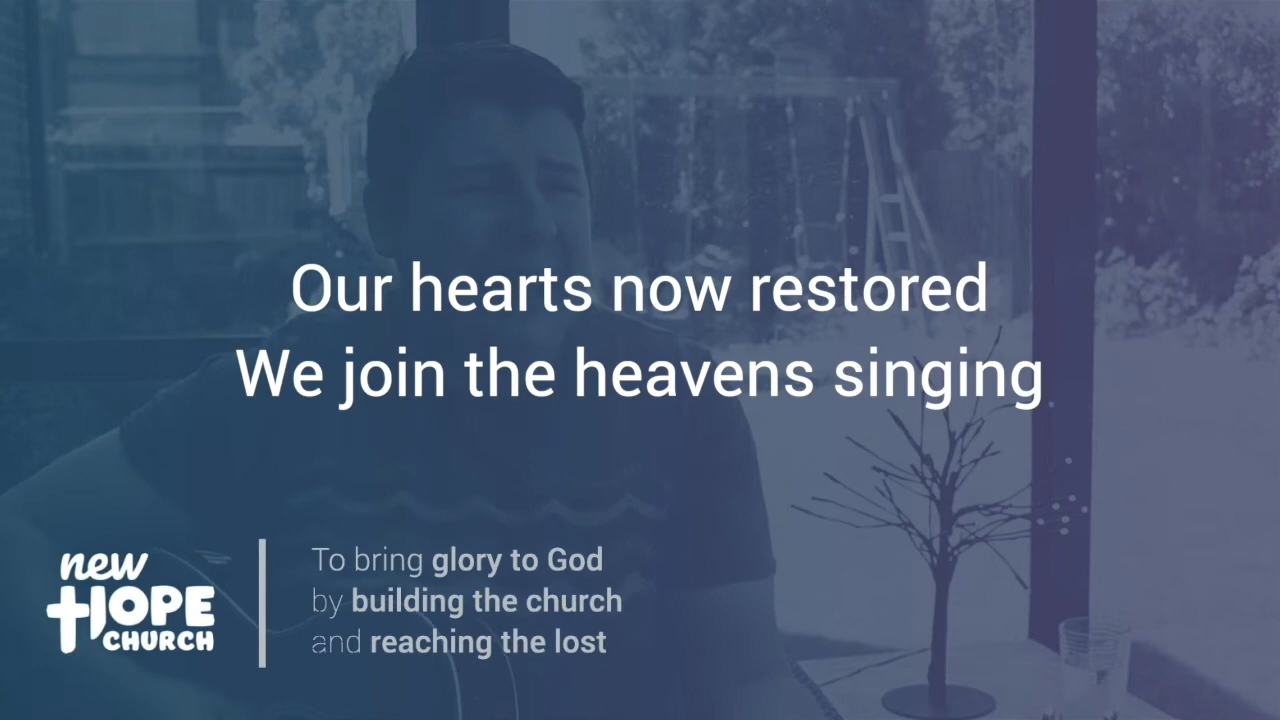 Our hearts now restored
We join the heavens singing
new
HOPE
CHURCH
To bring glory to God
by building the church
and reaching the lost